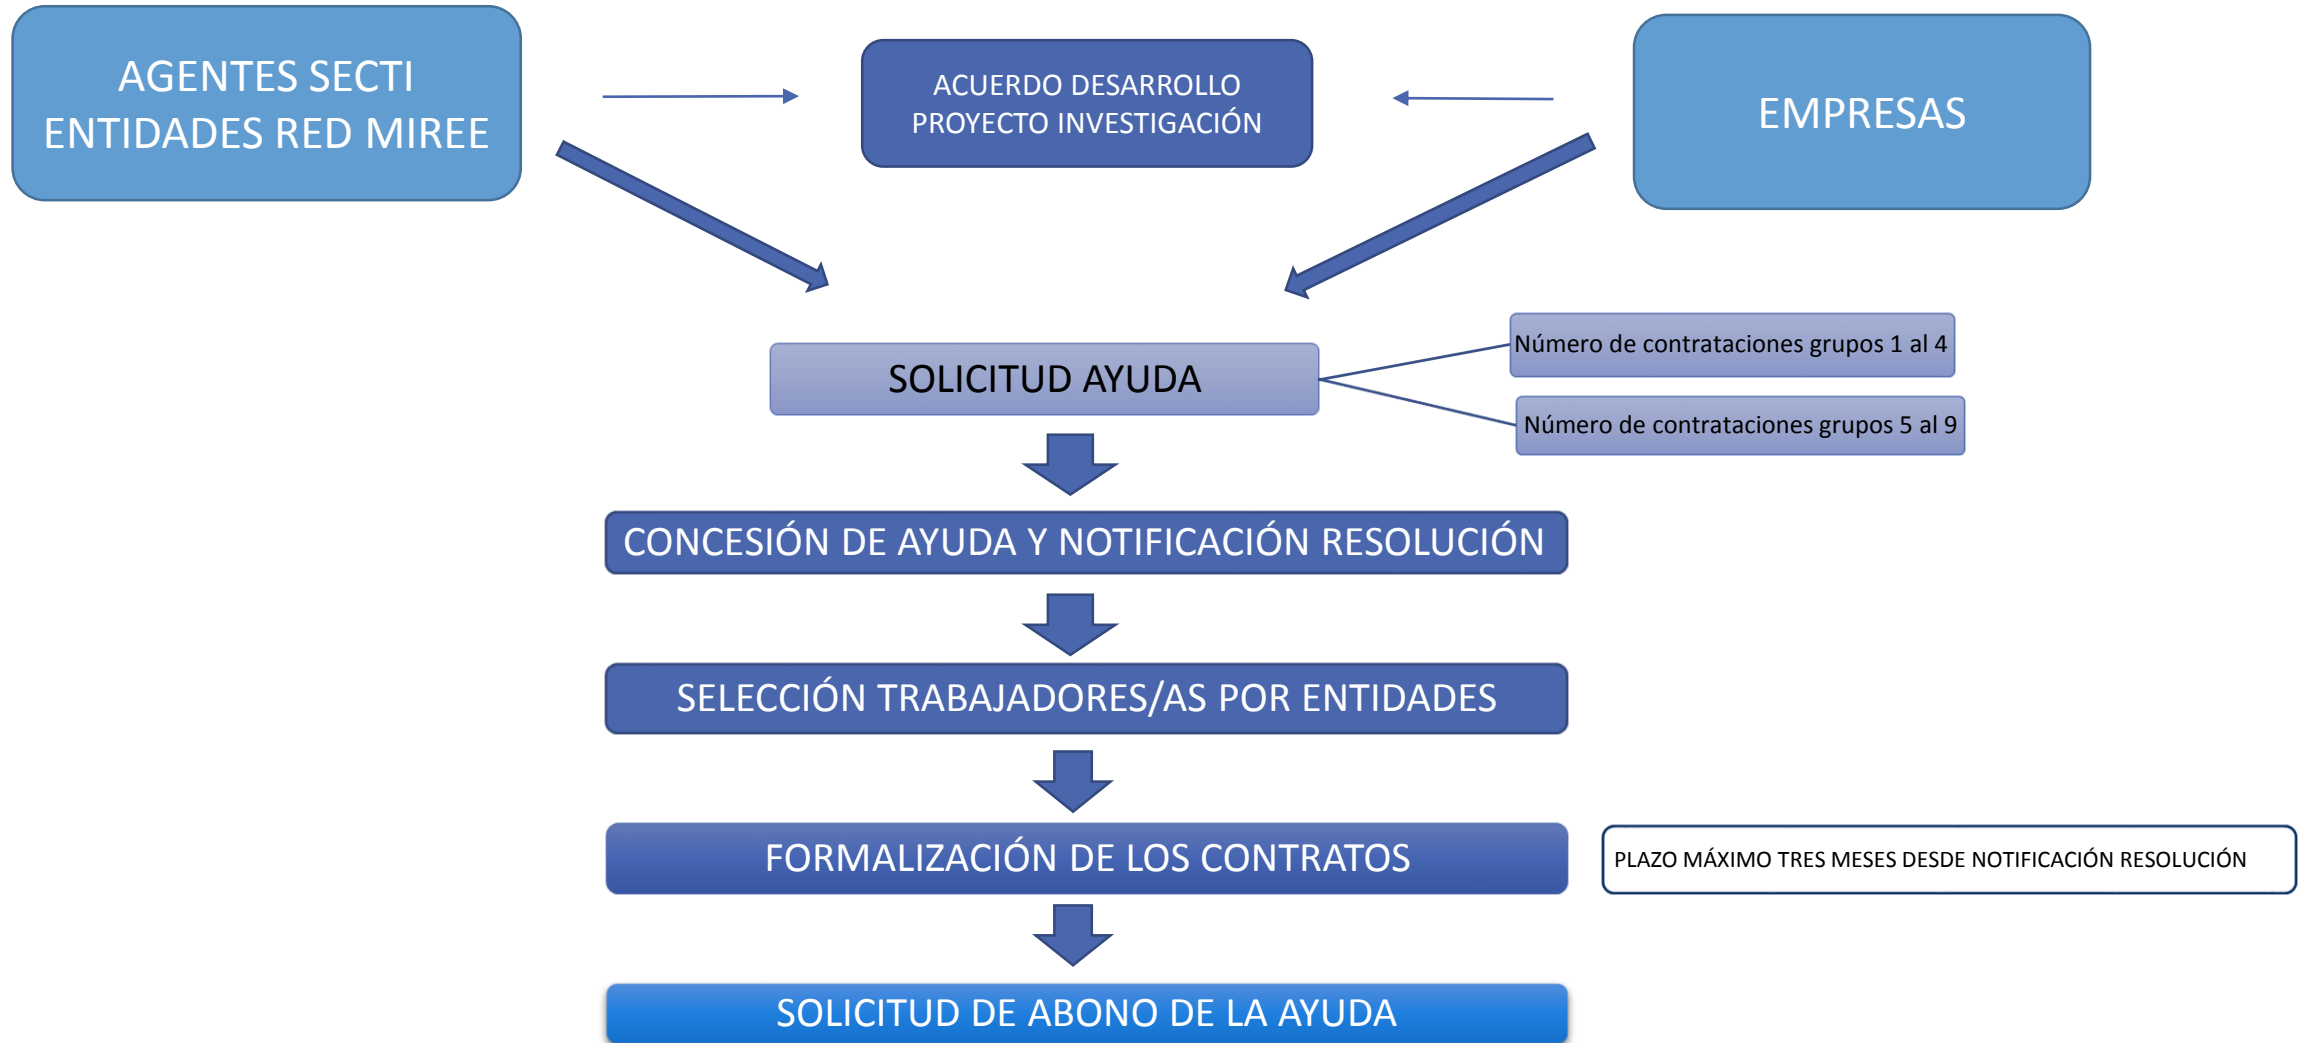 AGENTES SECTI
ENTIDADES RED MIREE
ACUERDO DESARROLLO
PROYECTO INVESTIGACIÓN
EMPRESAS
SOLICITUD AYUDA
Número de contrataciones grupos 1 al 4
Número de contrataciones grupos 5 al 9
CONCESIÓN DE AYUDA Y NOTIFICACIÓN RESOLUCIÓN
SELECCIÓN TRABAJADORES/AS POR ENTIDADES
FORMALIZACIÓN DE LOS CONTRATOS
PLAZO MÁXIMO TRES MESES DESDE NOTIFICACIÓN RESOLUCIÓN
SOLICITUD DE ABONO DE LA AYUDA